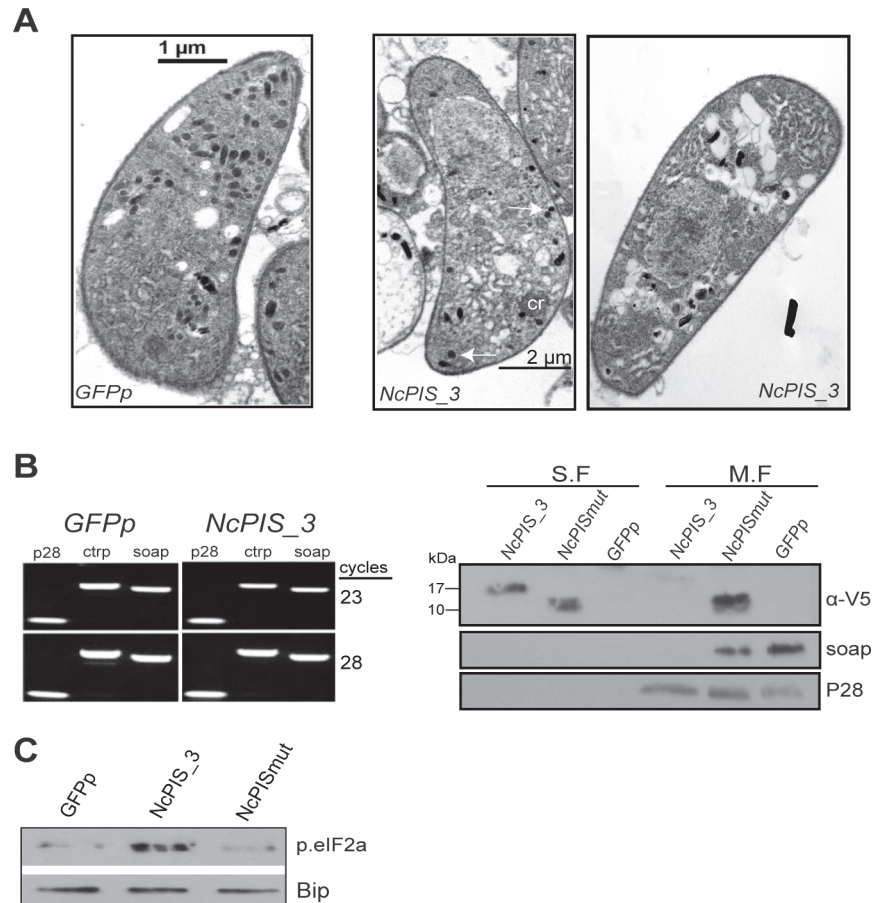 A
1 µm
GFPp
cr
2 µm
NcPIS_3
NcPIS_3
B
GFPp NcPIS_3
p28 ctrp soap p28 ctrp soap
cycles
23
28
S.F M.F
NcPIS_3 NcPISmut GFPp NcPIS_3 NcPISmut GFPp
kDa
17
10
α-V5
soap
P28
C
GFPp NcPIS_3 NcPISmut
p.eIF2a
Bip